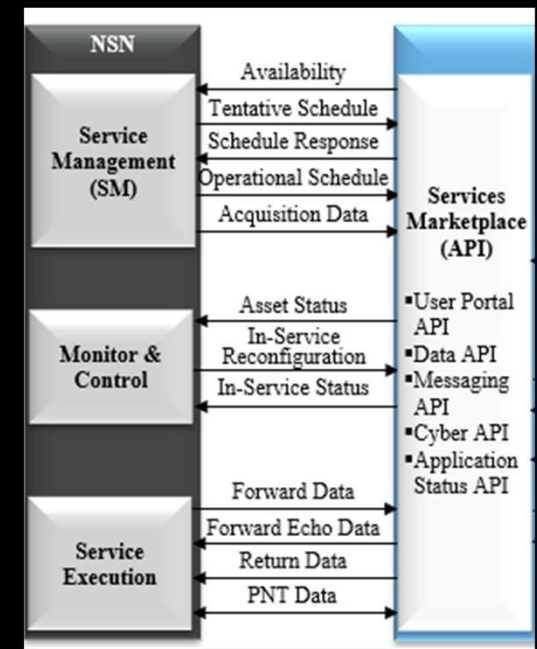 NSN
Service
Management
(SM)
Availability
Tentative Schedule
Schedule Response
Operational Schedule
Acquisition Data
Monitor &
Control
Asset Status
In-Service
Reconfiguration
In-Service Status
Service
Execution
Forward Data
Forward Echo Data
Return Data
PNT Data
Services
Marketplace
(API)
▪User Portal
API
▪Data API
▪Messaging
API
▪Cyber API
▪Application
Status API